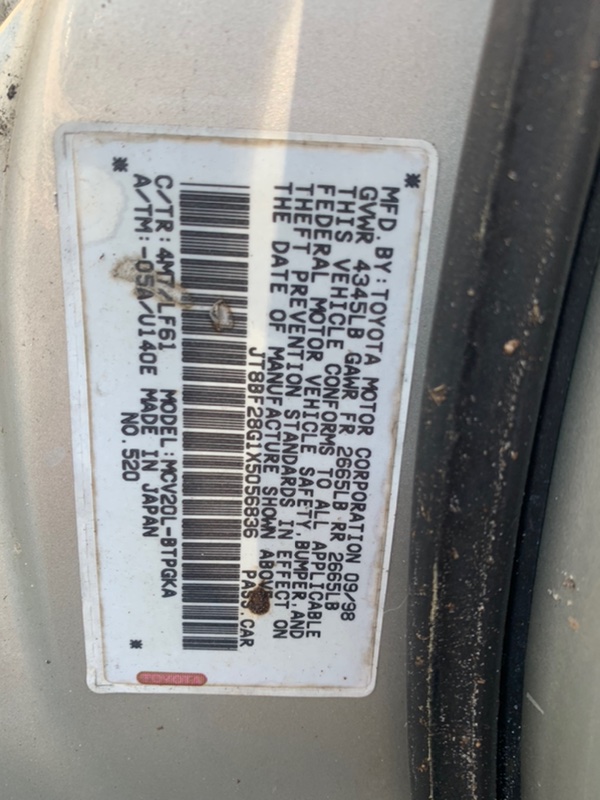 MFD. BY: TOYOTA MOTOR CORPORATION 09/98
GVWR 4345LB GAWR FR 2665LB RR 2665LB
THIS VEHICLE CONFORMS TO ALL APPLICABLE
FEDERAL MOTOR VEHICLE SAFETY, BUMPER, AND
THEFT PREVENTION STANDARDS IN EFFECT ON
THE DATE OF MANUFACTURE SHOWN ABOVE
JT8BF28G1X5056836 PASS.CAR
C/TR: 4MT/LF61 MODEL: MCV20L-BTPGKA
A/TM: -05A/U140E MADE IN JAPAN
NO. 520
TOYOTA